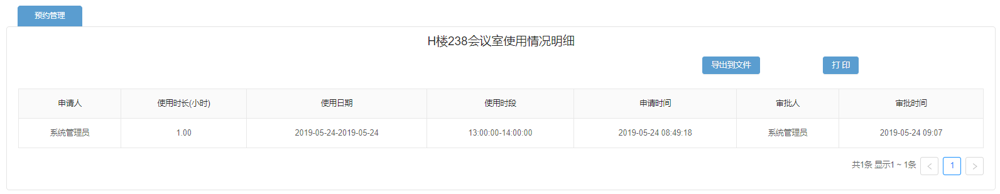 预约管理
H楼238会议室使用情况明细
导出到文件 打 印
申请人 使用时长(小时) 使用日期 使用时段 申请时间 审批人 审批时间
系统管理员 1.00 2019-05-24-2019-05-24 13:00:00-14:00:00 2019-05-24 08:49:18 系统管理员 2019-05-24 09:07
共1条 显示1 ~ 1条 < 1 >